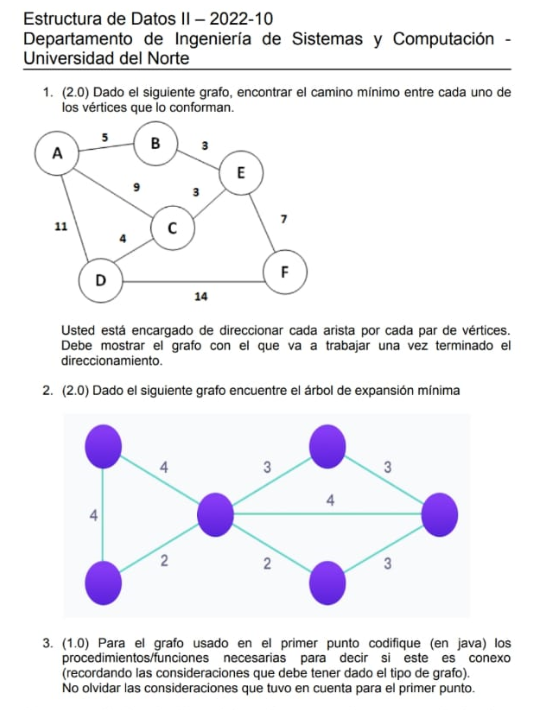 Estructura de Datos II – 2022-10
Departamento de Ingeniería de Sistemas y Computación -
Universidad del Norte
1. (2.0) Dado el siguiente grafo, encontrar el camino mínimo entre cada uno de
los vértices que lo conforman.
5
B
3
A
E
9
3
11
C
7
4
D
F
14
Usted está encargado de direccionar cada arista por cada par de vértices.
Debe mostrar el grafo con el que va a trabajar una vez terminado el
direccionamiento.
2. (2.0) Dado el siguiente grafo encuentre el árbol de expansión mínima
4
3
3
4
4
2
2
3
3. (1.0) Para el grafo usado en el primer punto codifique (en java) los
procedimientos/funciones necesarias para decir si este es conexo
(recordando las consideraciones que debe tener dado el tipo de grafo).
No olvidar las consideraciones que tuvo en cuenta para el primer punto.